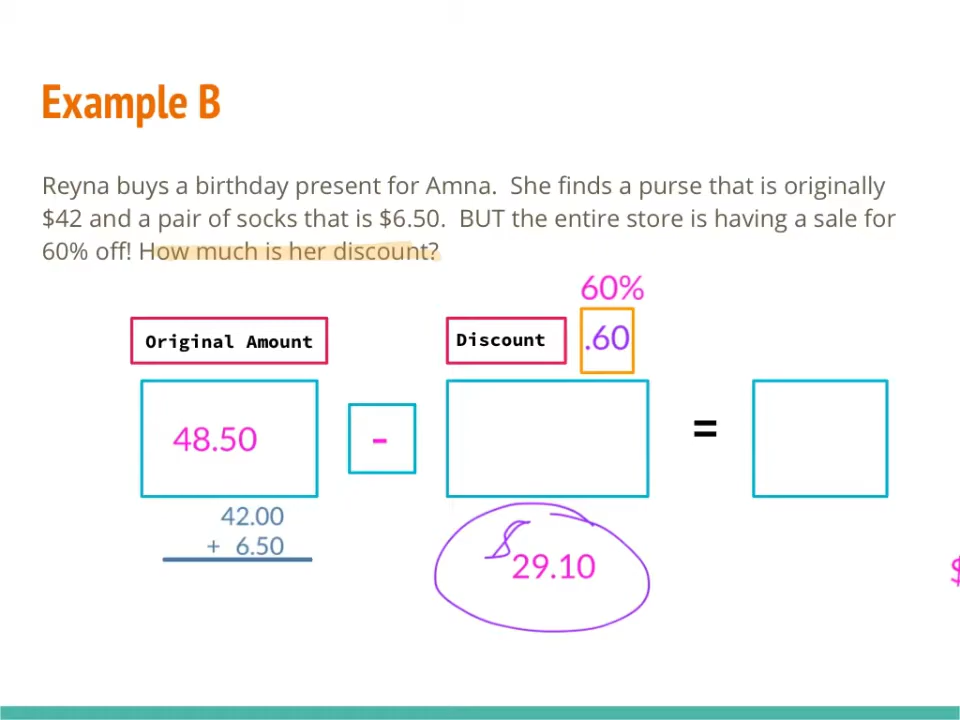 Example B
Reyna buys a birthday present for Amna.  She finds a purse that is originally
$42 and a pair of socks that is $6.50.  BUT the entire store is having a sale for
60% off! How much is her discount?
60%
Original Amount
Discount
.60
48.50
-
=
42.00
+ 6.50
$
29.10
$